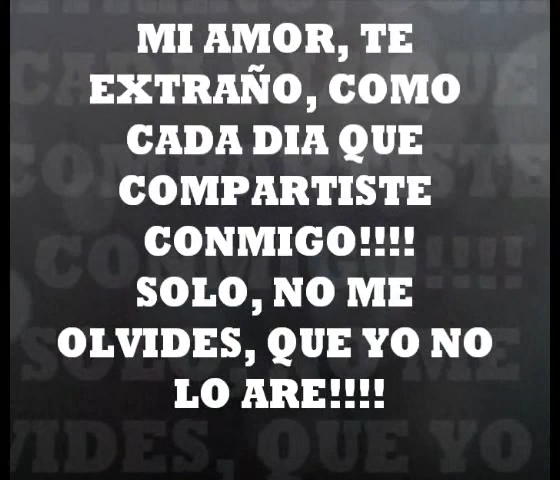 MI AMOR, TE
EXTRAÑO, COMO
CADA DIA QUE
COMPARTISTE
CONMIGO!!!!
SOLO, NO ME
OLVIDES, QUE YO NO
LO ARE!!!!